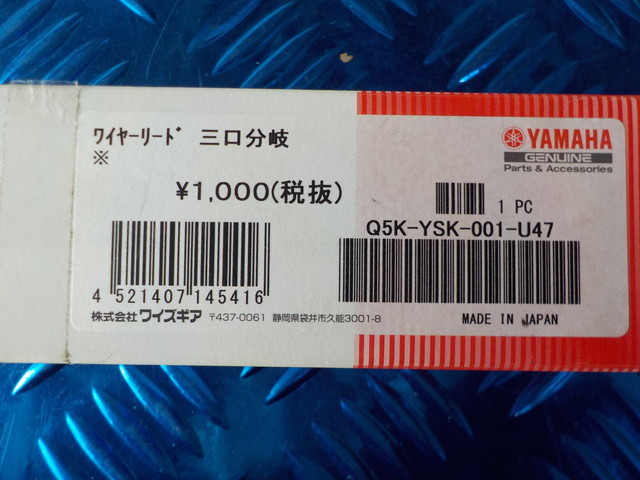 ﾜｲﾔｰﾘｰﾄﾞ 三口分岐
※
¥1,000(税抜)
4 521407 145416
株式会社 ワイズギア 〒437-0061 静岡県袋井市久能3001-8
YAMAHA
GENUINE
Parts & Accessories
1 PC
Q5K-YSK-001-U47
MADE IN JAPAN